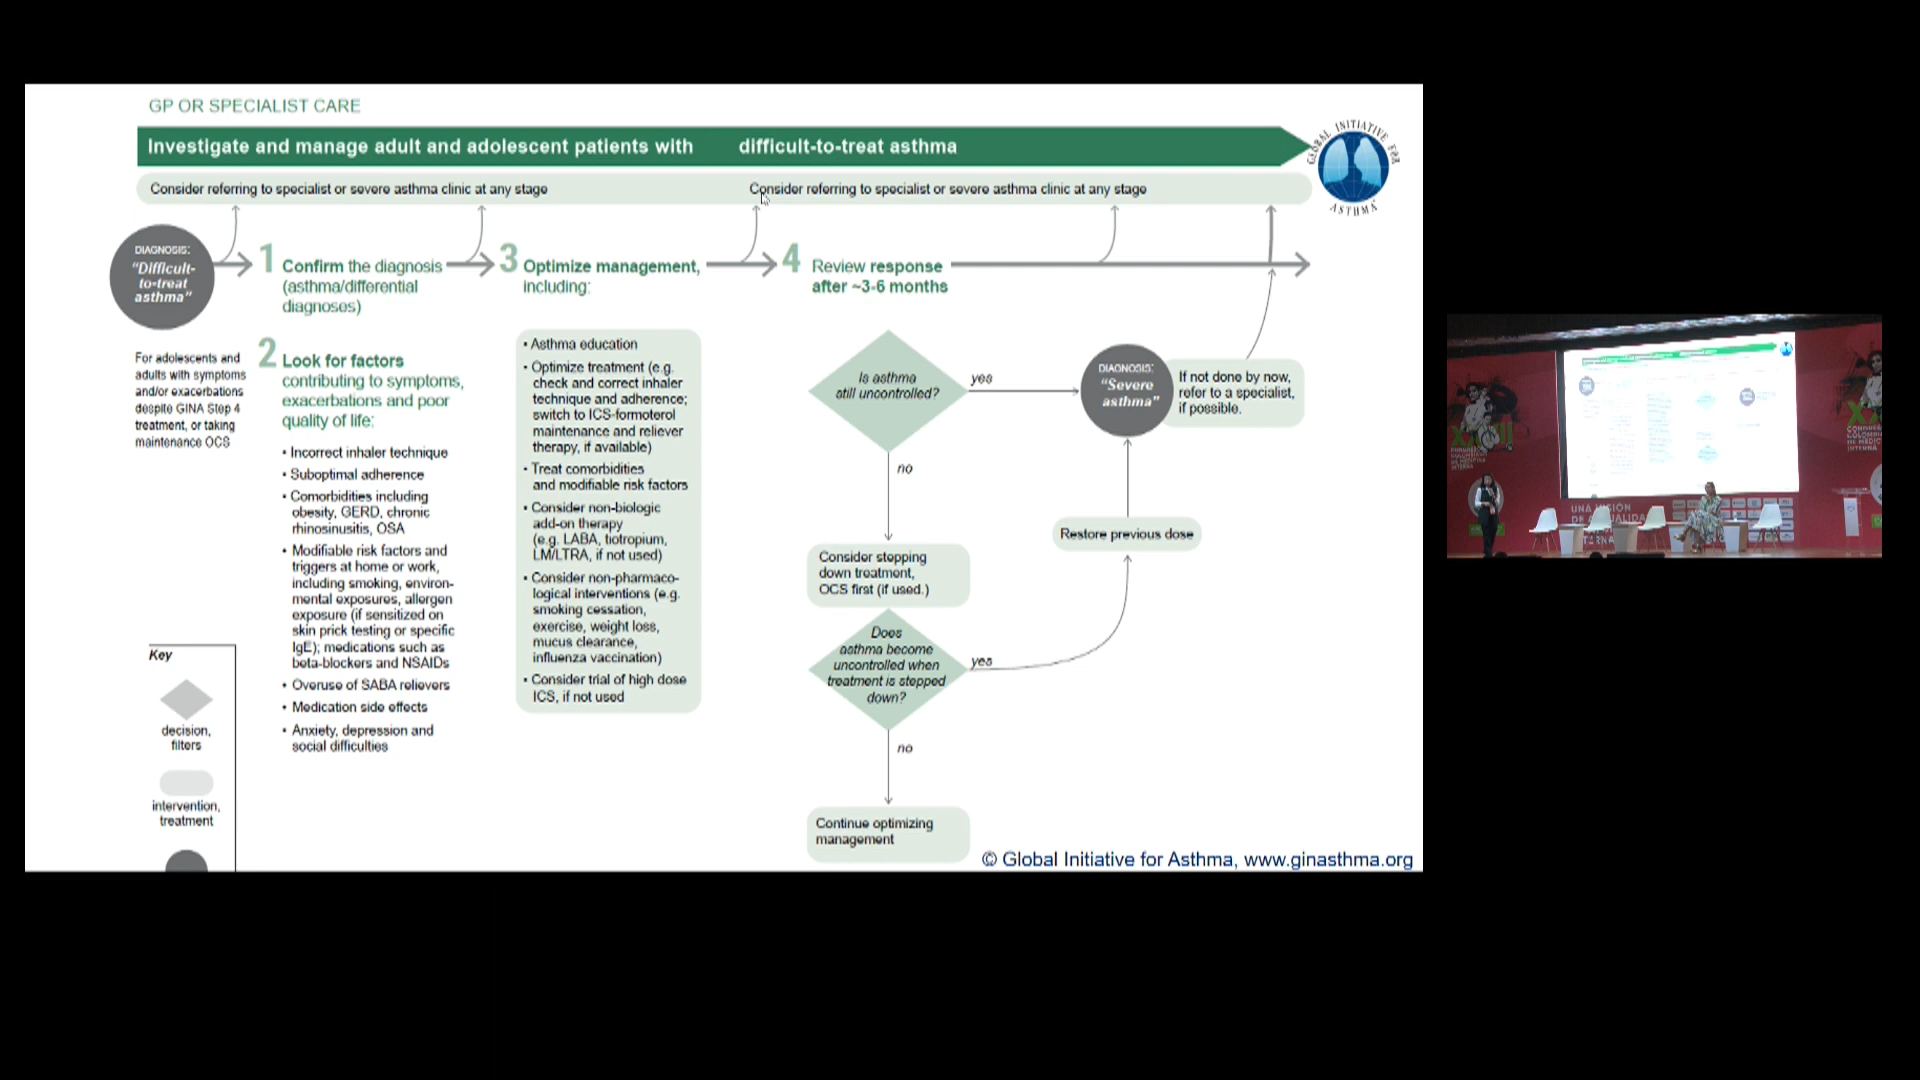 GP OR SPECIALIST CARE
Investigate and manage adult and adolescent patients with difficult-to-treat asthma
GLOBAL INITIATIVE FOR ASTHMA
Consider referring to specialist or severe asthma clinic at any stage
Consider referring to specialist or severe asthma clinic at any stage
DIAGNOSIS:
"Difficult-
to-treat
asthma"
For adolescents and
adults with symptoms
and/or exacerbations
despite GINA Step 4
treatment, or taking
maintenance OCS
1 Confirm the diagnosis
(asthma/differential
diagnoses)
2 Look for factors
contributing to symptoms,
exacerbations and poor
quality of life:
• Incorrect inhaler technique
• Suboptimal adherence
• Comorbidities including
obesity, GERD, chronic
rhinosinusitis, OSA
• Modifiable risk factors and
triggers at home or work,
including smoking, environ-
mental exposures, allergen
exposure (if sensitized on
skin prick testing or specific
IgE); medications such as
beta-blockers and NSAIDs
• Overuse of SABA relievers
• Medication side effects
• Anxiety, depression and
social difficulties
3 Optimize management,
including:
• Asthma education
• Optimize treatment (e.g.
check and correct inhaler
technique and adherence;
switch to ICS-formoterol
maintenance and reliever
therapy, if available)
• Treat comorbidities
and modifiable risk factors
• Consider non-biologic
add-on therapy
(e.g. LABA, tiotropium,
LM/LTRA, if not used)
• Consider non-pharmaco-
logical interventions (e.g.
smoking cessation,
exercise, weight loss,
mucus clearance,
influenza vaccination)
• Consider trial of high dose
ICS, if not used
4 Review response
after ~3-6 months
Is asthma
still uncontrolled?
yes
no
DIAGNOSIS:
"Severe
asthma"
If not done by now,
refer to a specialist,
if possible.
Restore previous dose
Consider stepping
down treatment,
OCS first (if used.)
Does
asthma become
uncontrolled when
treatment is stepped
down?
yes
no
Continue optimizing
management
Key
decision,
filters
intervention,
treatment
© Global Initiative for Asthma, www.ginasthma.org